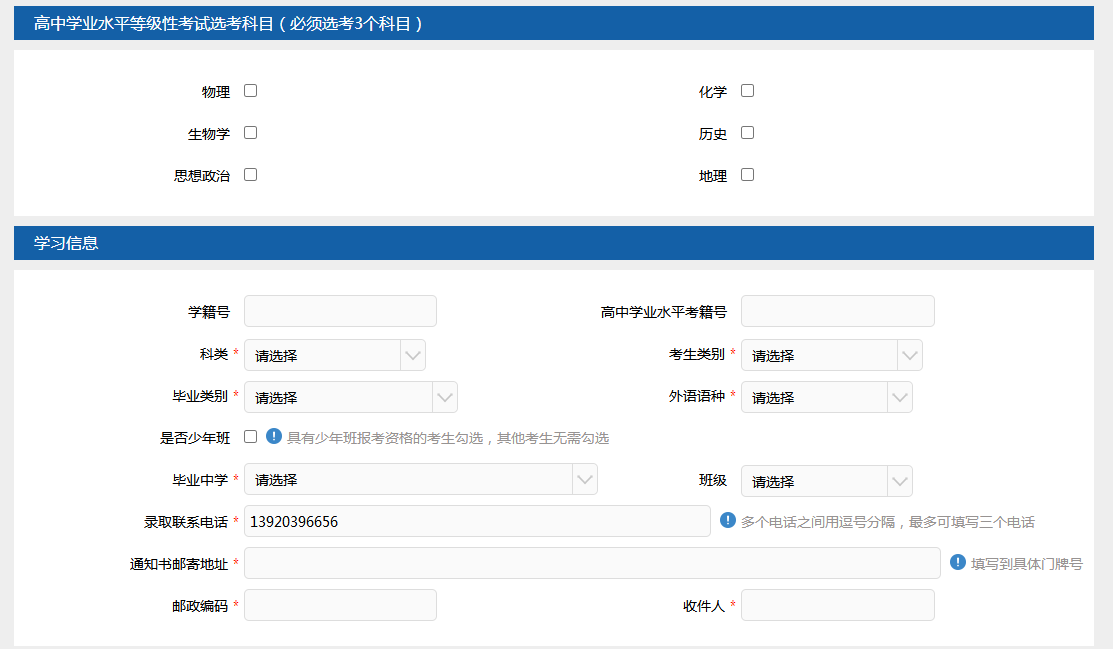 高中学业水平等级性考试选考科目（必须选考3个科目）
物理 化学
生物学 历史
思想政治 地理
学习信息
学籍号 高中学业水平考籍号
科类 * 请选择 考生类别 * 请选择
毕业类别 * 请选择 外语语种 * 请选择
是否少年班 具有少年班报考资格的考生勾选，其他考生无需勾选
毕业中学 * 请选择 班级 请选择
录取联系电话 * 13920396656 多个电话之间用逗号分隔，最多可填写三个电话
通知书邮寄地址 * 填写到具体门牌号
邮政编码 * 收件人 *